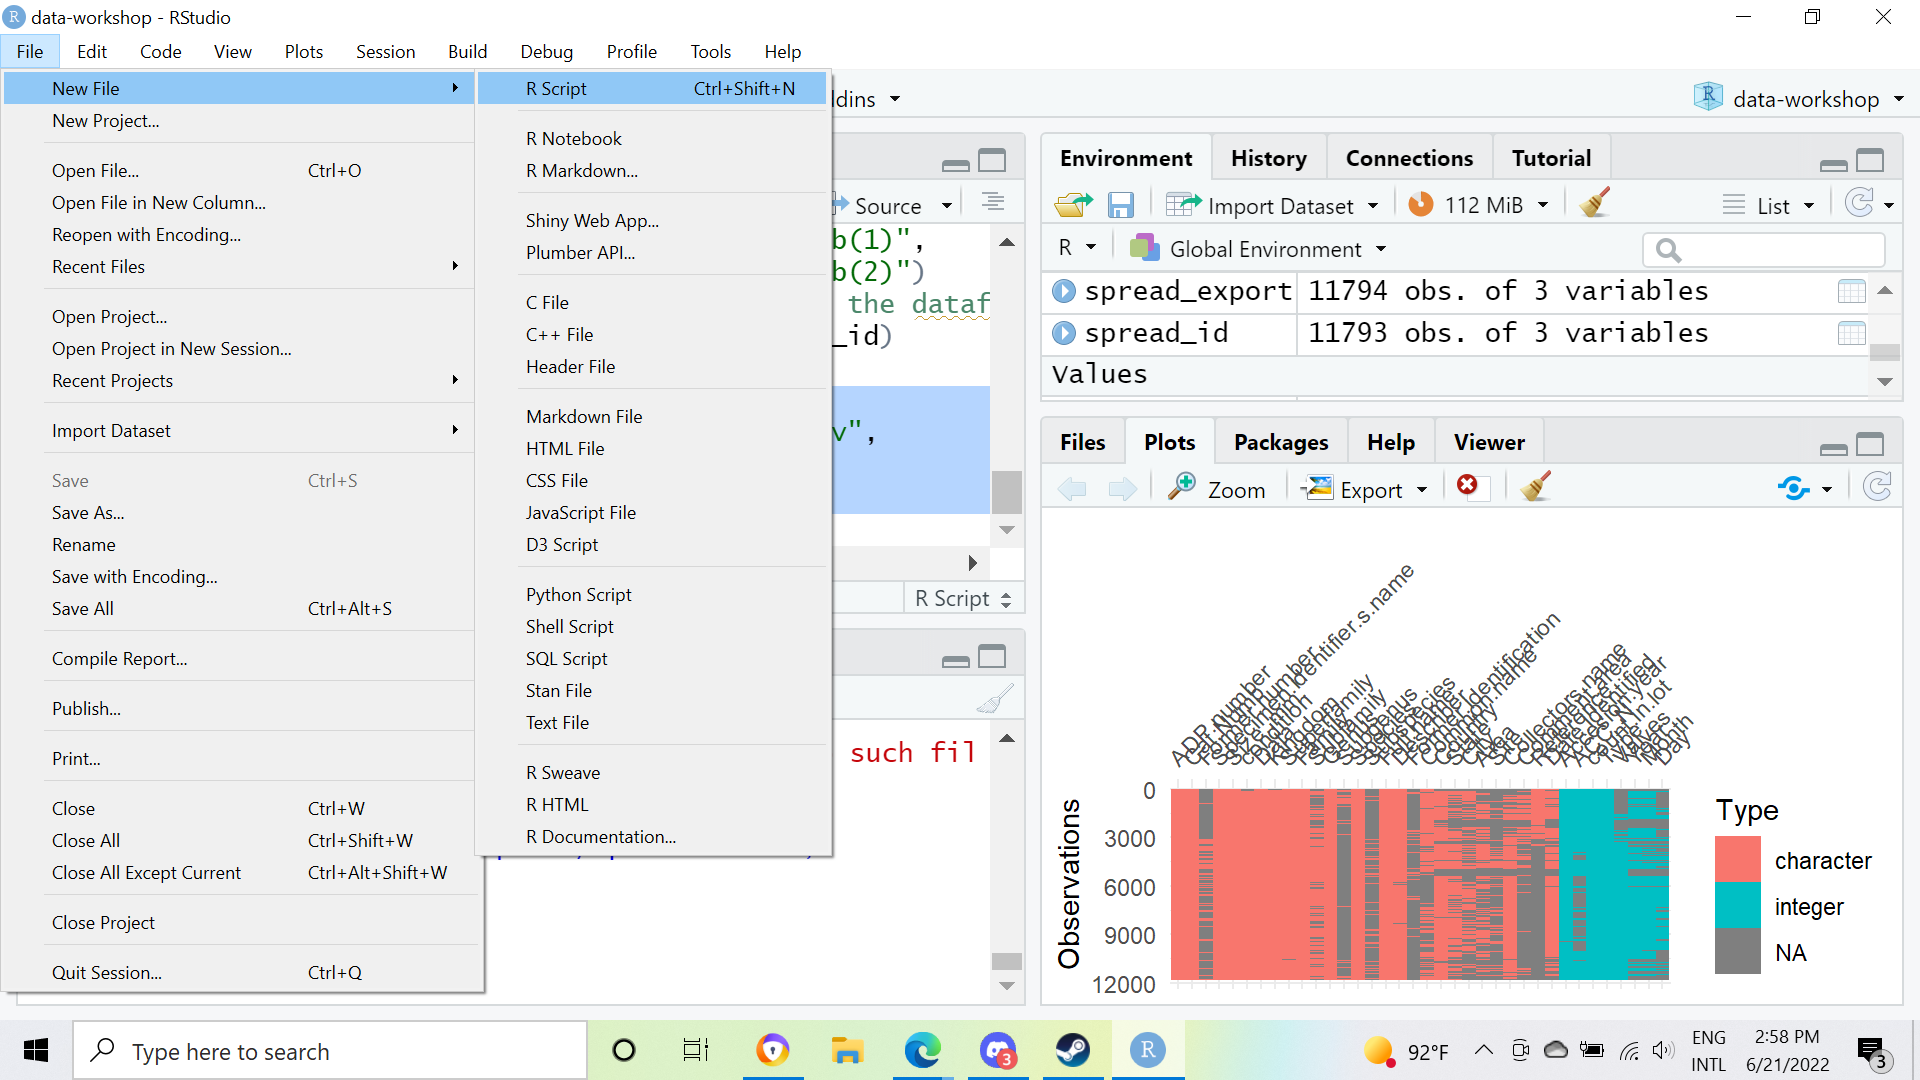 data-workshop - RStudio
File Edit Code View Plots Session Build Debug Profile Tools Help
New File
New Project...
Open File... Ctrl+O
Open File in New Column...
Reopen with Encoding...
Recent Files
Open Project...
Open Project in New Session...
Recent Projects
Import Dataset
Save Ctrl+S
Save As...
Rename
Save with Encoding...
Save All Ctrl+Alt+S
Compile Report...
Publish...
Print...
Close Ctrl+W
Close All Ctrl+Shift+W
Close All Except Current Ctrl+Alt+Shift+W
Close Project
Quit Session... Ctrl+Q
R Script Ctrl+Shift+N
R Notebook
R Markdown...
Shiny Web App...
Plumber API...
C File
C++ File
Header File
Markdown File
HTML File
CSS File
JavaScript File
D3 Script
Python Script
Shell Script
SQL Script
Stan File
Text File
R Sweave
R HTML
R Documentation...
ldins
data-workshop
Source
b(1)",
b(2)")
the dataf
_id)
v",
R Script
such fil
Environment History Connections Tutorial
Import Dataset 112 MiB List
R Global Environment
spread_export 11794 obs. of 3 variables
spread_id 11793 obs. of 3 variables
Values
Files Plots Packages Help Viewer
Zoom Export
Observations
0
3000
6000
9000
12000
Type
character
integer
NA
Type here to search
3
92°F
ENG
INTL
2:58 PM
6/21/2022
3